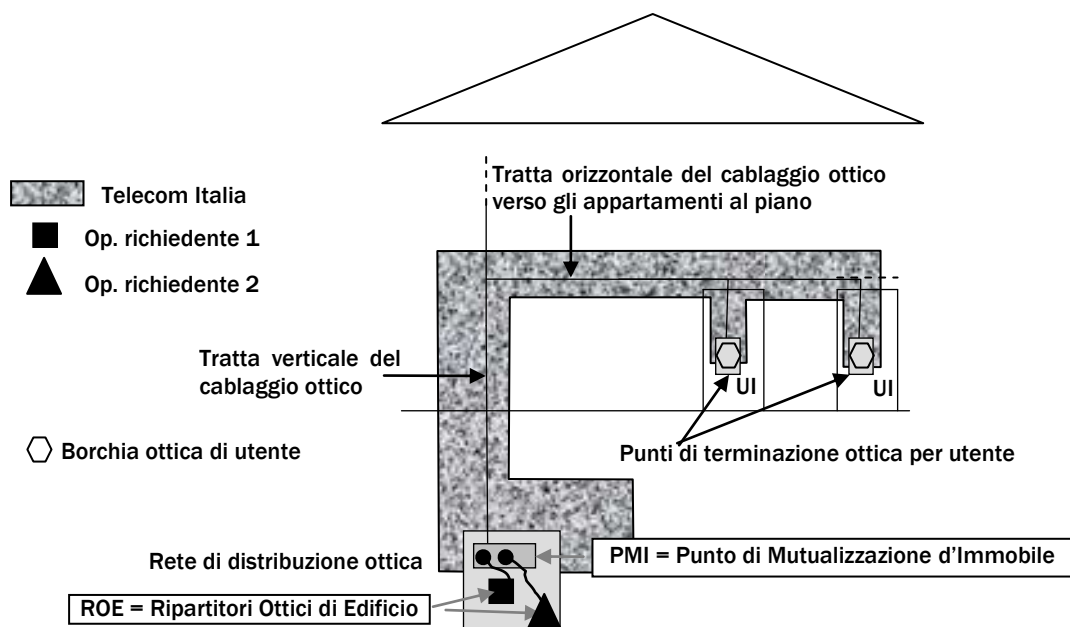 Tratta orizzontale del cablaggio ottico
verso gli appartamenti al piano
Telecom Italia
Op. richiedente 1
Op. richiedente 2
Tratta verticale del
cablaggio ottico
UI
UI
Borchia ottica di utente
Punti di terminazione ottica per utente
Rete di distribuzione ottica
PMI = Punto di Mutualizzazione d'Immobile
ROE = Ripartitori Ottici di Edificio